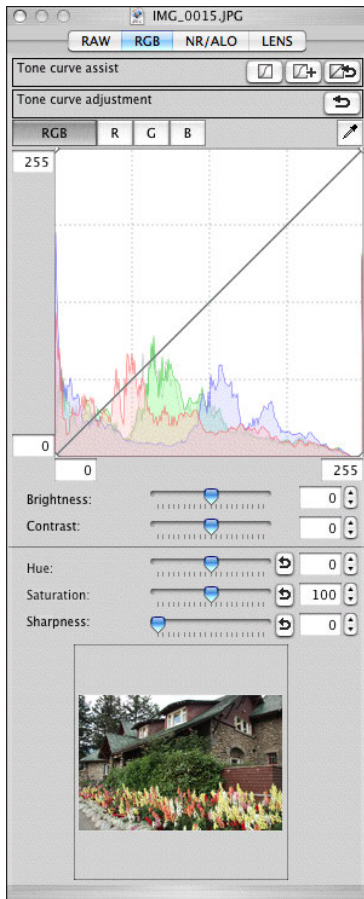 IMG_0015.JPG
RAW RGB NR/ALO LENS
Tone curve assist
Tone curve adjustment
RGB R G B
255
0
0 255
Brightness: 0
Contrast: 0
Hue: 0
Saturation: 100
Sharpness: 0